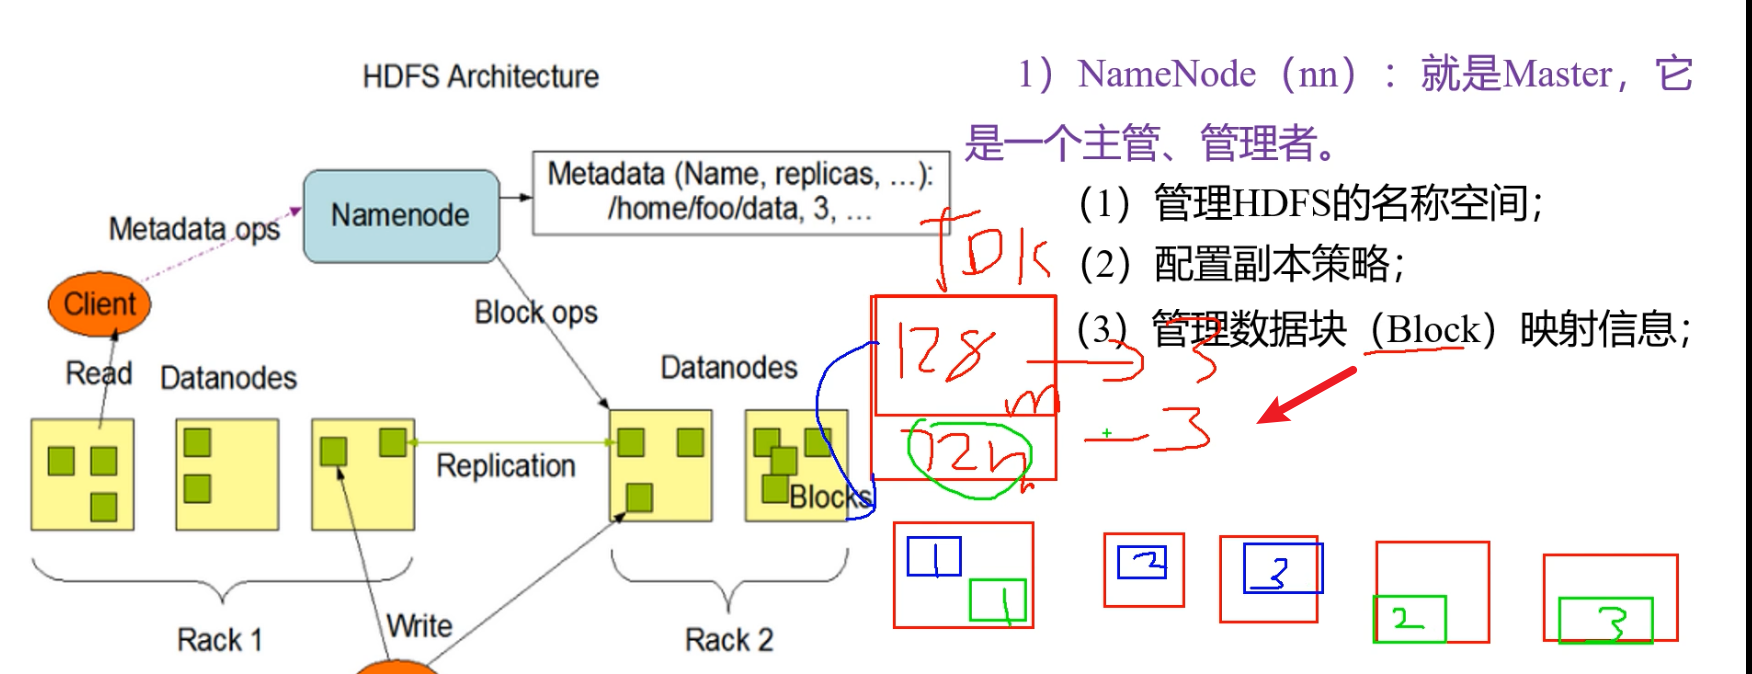 HDFS Architecture
1）NameNode（nn）：就是Master，它
是一个主管、管理者。
Metadata (Name, replicas, ...):
/home/foo/data, 3, ...
Namenode
Metadata ops
（1）管理HDFS的名称空间；
（2）配置副本策略；
（3）管理数据块（Block）映射信息；
Client
Block ops
Read
Datanodes
Datanodes
128
m
3
3
Replication
Blocks
1
1
2
3
2
3
Rack 1
Write
Rack 2